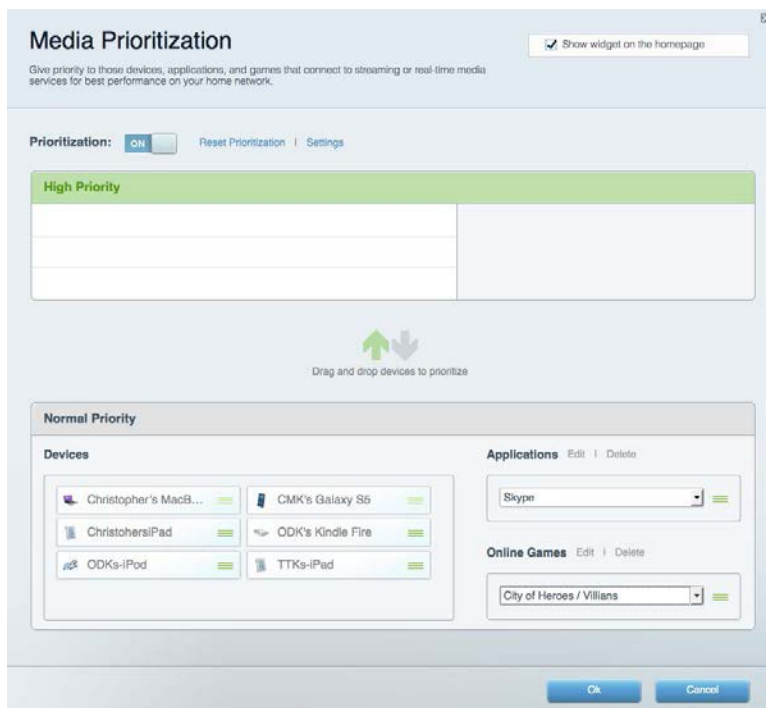 Media Prioritization
Show widget on the homepage
Give priority to those devices, applications, and games that connect to streaming or real-time media
services for best performance on your home network.
Prioritization: ON Reset Prioritization | Settings
High Priority
Drag and drop devices to prioritize
Normal Priority
Devices
Christopher's MacB...
CMK's Galaxy S5
ChristohersiPad
ODK's Kindle Fire
ODKs-iPod
TTKs-iPad
Applications Edit | Delete
Skype
Online Games Edit | Delete
City of Heroes / Villians
Ok
Cancel